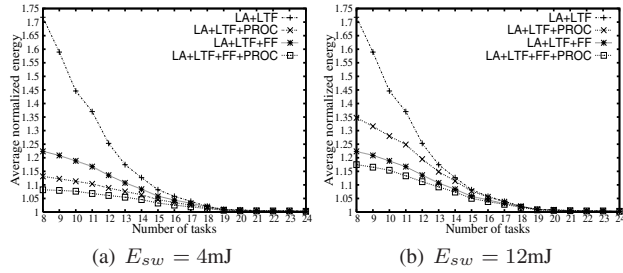 1.75
1.7
1.65
1.6
1.55
1.5
1.45
1.4
1.35
1.3
1.25
1.2
1.15
1.1
1.05
1
Average normalized energy
LA+LTF
LA+LTF+PROC
LA+LTF+FF
LA+LTF+FF+PROC
8 9 10 11 12 13 14 15 16 17 18 19 20 21 22 23 24
Number of tasks
(a) E_sw = 4mJ
1.75
1.7
1.65
1.6
1.55
1.5
1.45
1.4
1.35
1.3
1.25
1.2
1.15
1.1
1.05
1
Average normalized energy
LA+LTF
LA+LTF+PROC
LA+LTF+FF
LA+LTF+FF+PROC
8 9 10 11 12 13 14 15 16 17 18 19 20 21 22 23 24
Number of tasks
(b) E_sw = 12mJ